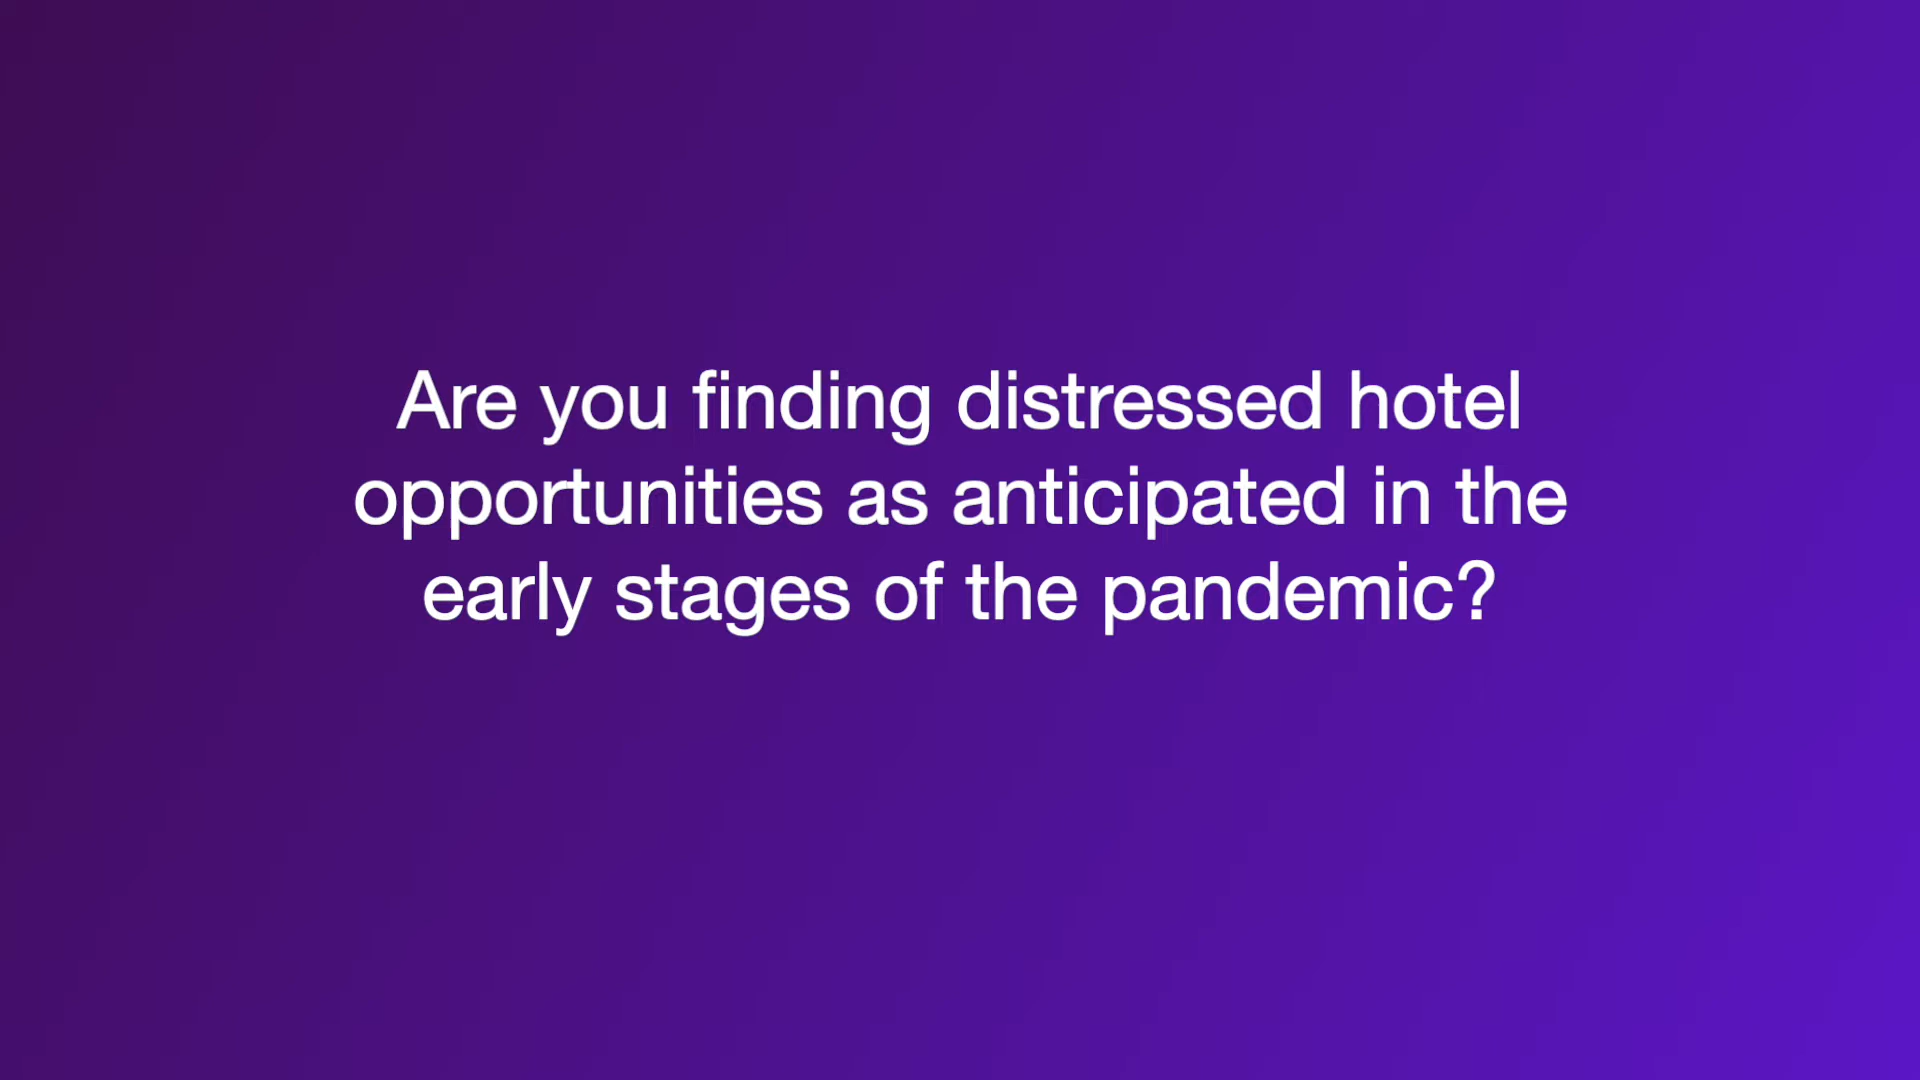 Are you finding distressed hotel
opportunities as anticipated in the
early stages of the pandemic?